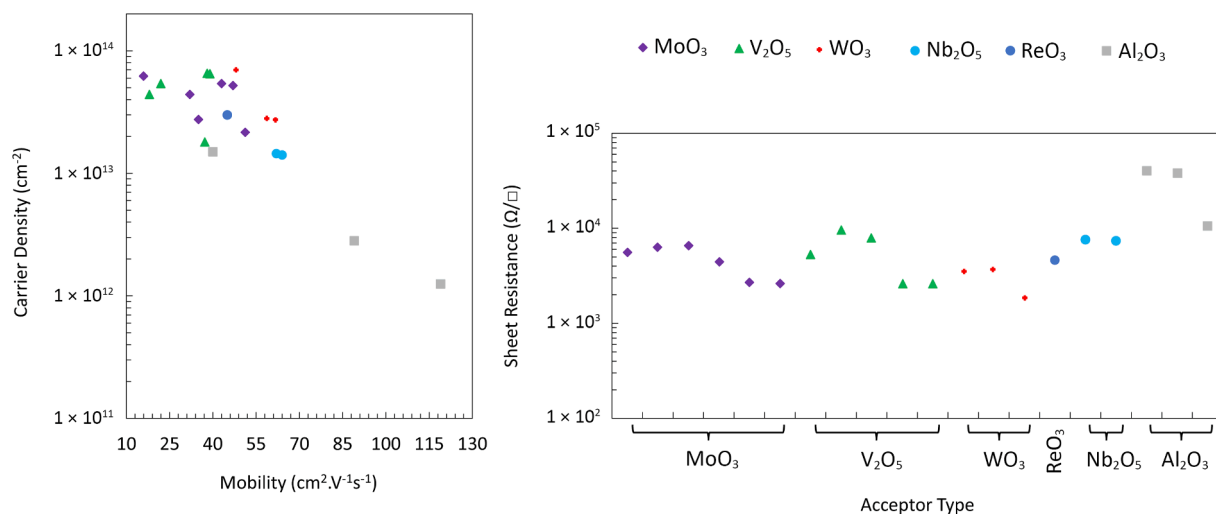 1 × 10¹⁴
1 × 10¹³
1 × 10¹²
1 × 10¹¹
Carrier Density (cm⁻²)
10 25 40 55 70 85 100 115 130
Mobility (cm².V⁻¹s⁻¹)
MoO₃ V₂O₅ WO₃ Nb₂O₅ ReO₃ Al₂O₃
1 × 10⁵
1 × 10⁴
1 × 10³
1 × 10²
Sheet Resistance (Ω/□)
MoO₃ V₂O₅ WO₃ ReO₃ Nb₂O₅ Al₂O₃
Acceptor Type